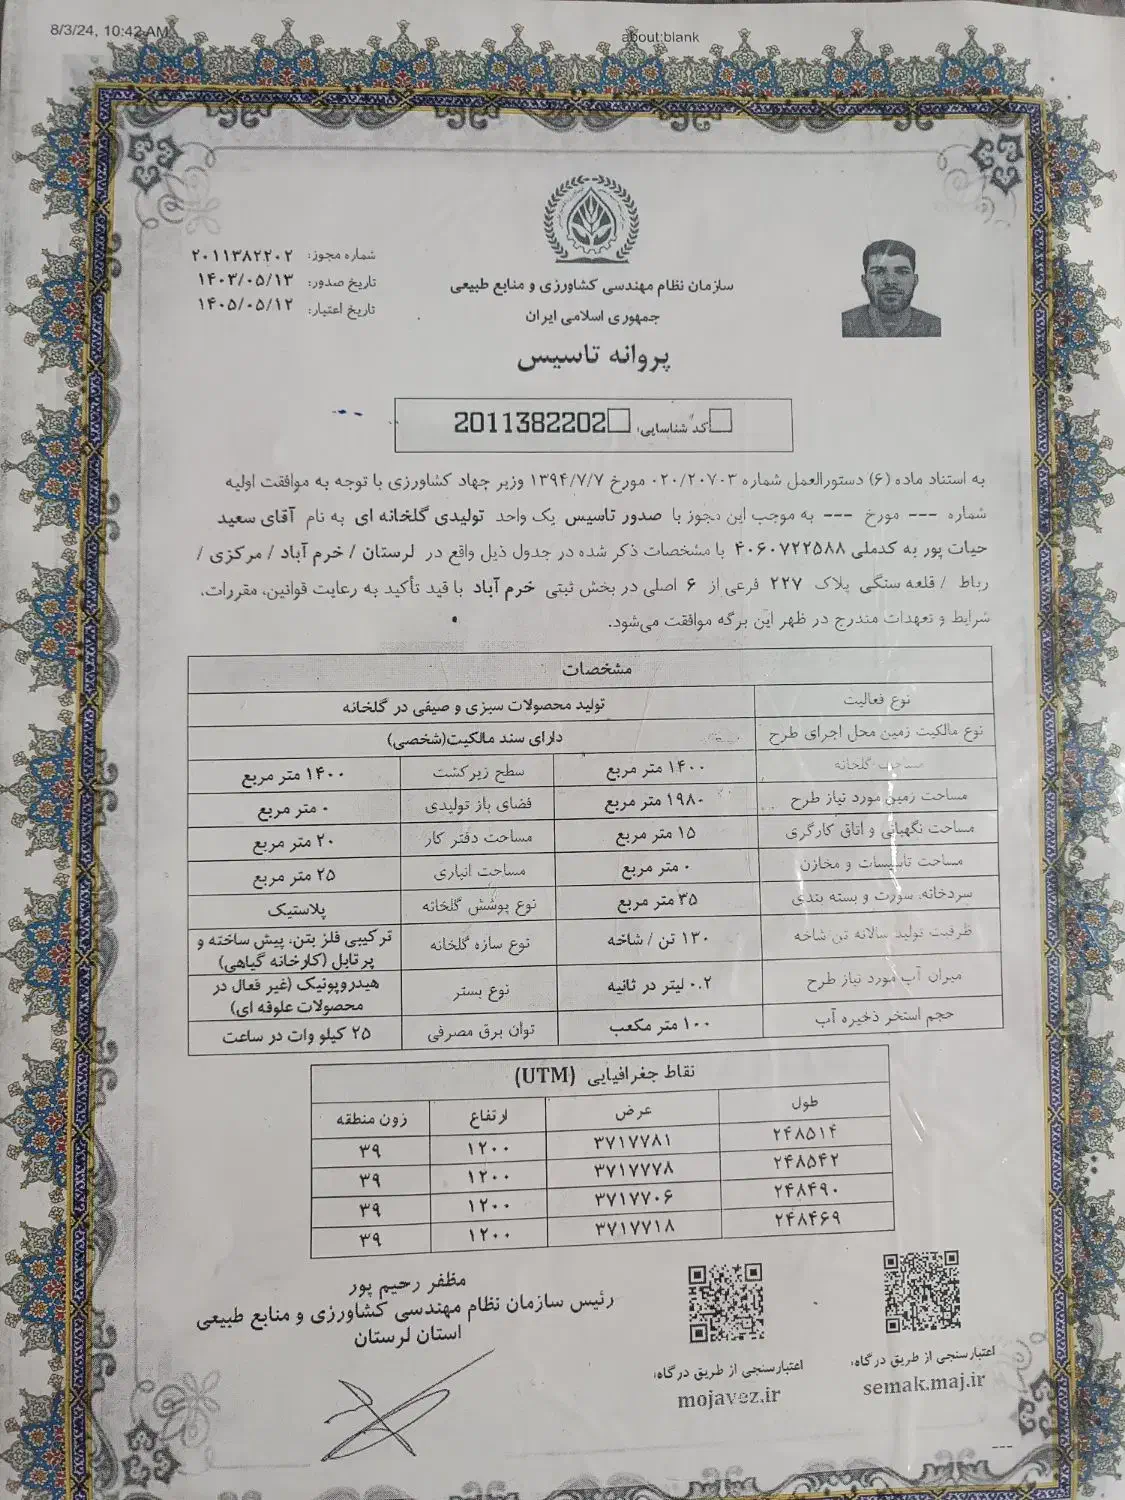 8/3/24, 10:42 AM
about:blank
شماره مجوز: ۲۰۱۱۳۸۲۲۰۲
تاریخ صدور: ۱۴۰۳/۰۵/۱۳
تاریخ اعتبار: ۱۴۰۵/۰۵/۱۲
سازمان نظام مهندسی کشاورزی و منابع طبیعی
جمهوری اسلامی ایران
پروانه تاسیس
کد شناسایی: 2011382202
به استناد ماده (۶) دستورالعمل شماره ۰۲۰/۲۰۷۰۳ مورخ ۱۳۹۴/۷/۷ وزیر جهاد کشاورزی با توجه به موافقت اولیه
شماره --- مورخ --- به موجب این مجوز با صدور تاسیس یک واحد تولیدی گلخانه ای به نام آقای سعید
حیات پور به کدملی ۴۰۶۰۷۲۲۵۸۸ با مشخصات ذکر شده در جدول ذیل واقع در لرستان / خرم آباد / مرکزی /
رباط / قلعه سنگی پلاک ۲۲۷ فرعی از ۶ اصلی در بخش ثبتی خرم آباد با قید تأکید به رعایت قوانین، مقررات،
شرایط و تعهدات مندرج در ظهر این برگه موافقت می‌شود.
مشخصات
نوع فعالیت تولید محصولات سبزی و صیفی در گلخانه
نوع مالکیت زمین محل اجرای طرح دارای سند مالکیت(شخصی)
مساحت گلخانه ۱۴۰۰ متر مربع سطح زیرکشت ۱۴۰۰ متر مربع
مساحت زمین مورد نیاز طرح ۱۹۸۰ متر مربع فضای باز تولیدی ۰ متر مربع
مساحت نگهبانی و اتاق کارگری ۱۵ متر مربع مساحت دفتر کار ۲۰ متر مربع
مساحت تاسیسات و مخازن ۰ متر مربع مساحت انباری ۲۵ متر مربع
سردخانه، سورت و بسته بندی ۳۵ متر مربع نوع پوشش گلخانه پلاستیک
ظرفیت تولید سالانه تن شاخه ۱۳۰ تن / شاخه نوع سازه گلخانه ترکیبی فلز بتن، پیش ساخته و
پرتابل (کارخانه گیاهی)
میزان آب مورد نیاز طرح ۰.۲ لیتر در ثانیه نوع بستر هیدروپونیک (غیر فعال در
محصولات علوفه ای)
حجم استخر ذخیره آب ۱۰۰ متر مکعب توان برق مصرفی ۲۵ کیلو وات در ساعت
نقاط جغرافیایی (UTM)
طول عرض ارتفاع زون منطقه
۲۴۸۵۱۴ ۳۷۱۷۷۸۱ ۱۲۰۰ ۳۹
۲۴۸۵۴۲ ۳۷۱۷۷۷۸ ۱۲۰۰ ۳۹
۲۴۸۴۹۰ ۳۷۱۷۷۰۶ ۱۲۰۰ ۳۹
۲۴۸۴۶۹ ۳۷۱۷۷۱۸ ۱۲۰۰ ۳۹
مظفر رحیم پور
رئیس سازمان نظام مهندسی کشاورزی و منابع طبیعی
استان لرستان
اعتبارسنجی از طریق درگاه:
semak.maj.ir
اعتبارسنجی از طریق درگاه:
mojavez.ir
---